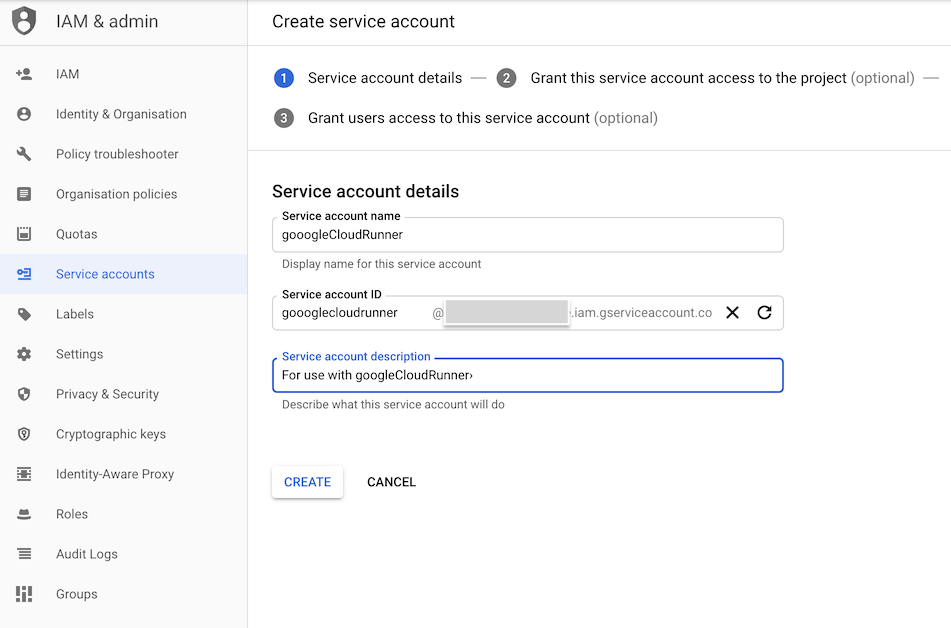 IAM & admin
Create service account
IAM
Identity & Organisation
Policy troubleshooter
Organisation policies
Quotas
Service accounts
Labels
Settings
Privacy & Security
Cryptographic keys
Identity-Aware Proxy
Roles
Audit Logs
Groups
1 Service account details — 2 Grant this service account access to the project (optional) —
3 Grant users access to this service account (optional)
Service account details
Service account name
gooogleCloudRunner
Display name for this service account
Service account ID
goooglecloudrunner @ .iam.gserviceaccount.co
Service account description
For use with googleCloudRunner›
Describe what this service account will do
CREATE CANCEL